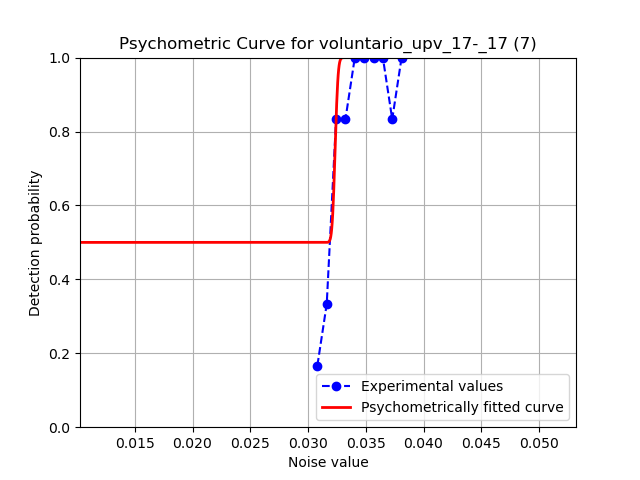 Psychometric Curve for voluntario_upv_17-_17 (7)
1.0
0.8
0.6
0.4
0.2
0.0
Detection probability
Experimental values
Psychometrically fitted curve
0.015 0.020 0.025 0.030 0.035 0.040 0.045 0.050
Noise value